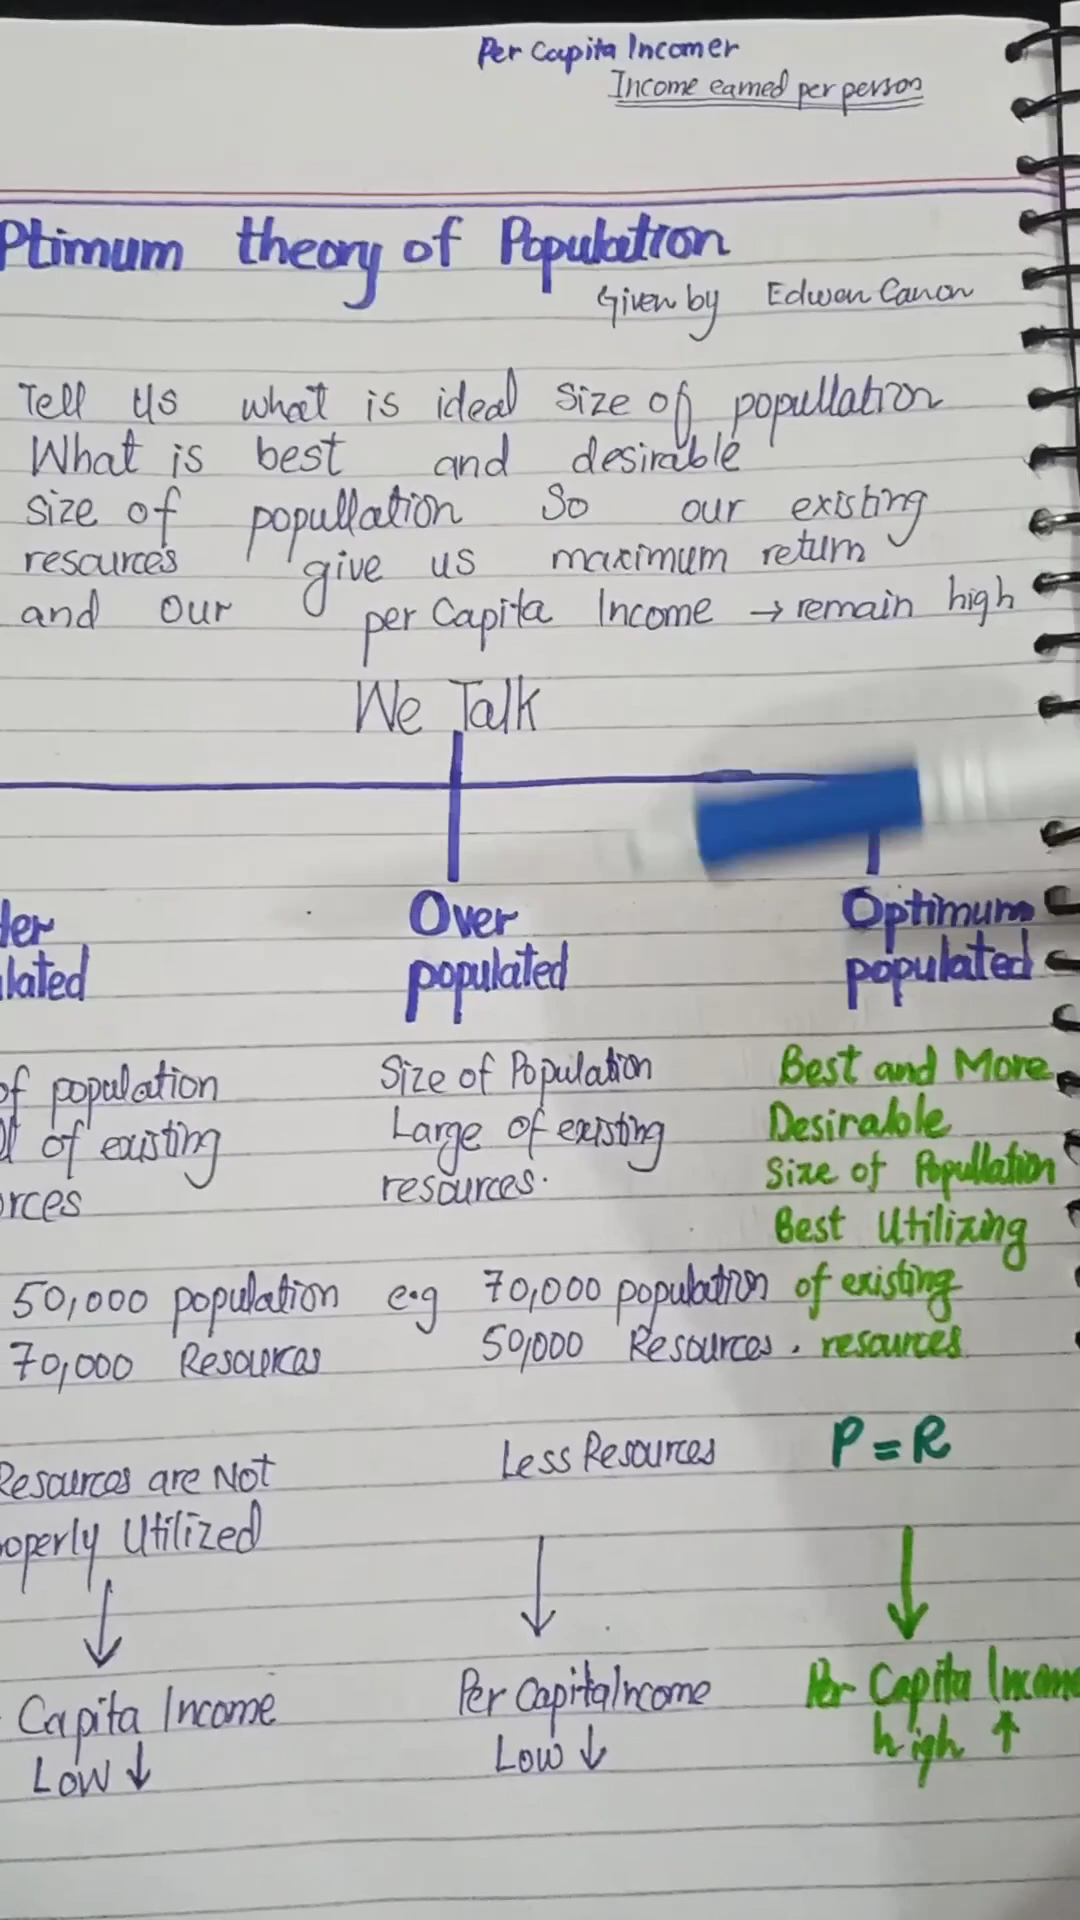 Per Capita Incomer
Income earned per person
Ptimum theory of Population
Given by Edwon Canon
Tell Us what is ideal size of popullation
What is best and desirable
size of popullation So our existing
resources give us maximum return
and our per Capita Income → remain high
We Talk
der
lated
Over
populated
Optimum
populated
of population
of existing
rces
Size of Population
Large of existing
resources.
Best and More
Desirable
Size of Popullation
Best Utilizing
of existing
resources
50,000 population
70,000 Resources
e.g 70,000 population
50,000 Resources.
Resources are Not
operly Utilized
Less Resources
P = R
Capita Income
Low ↓
Per Capita Income
Low ↓
Per Capita Income
high ↑